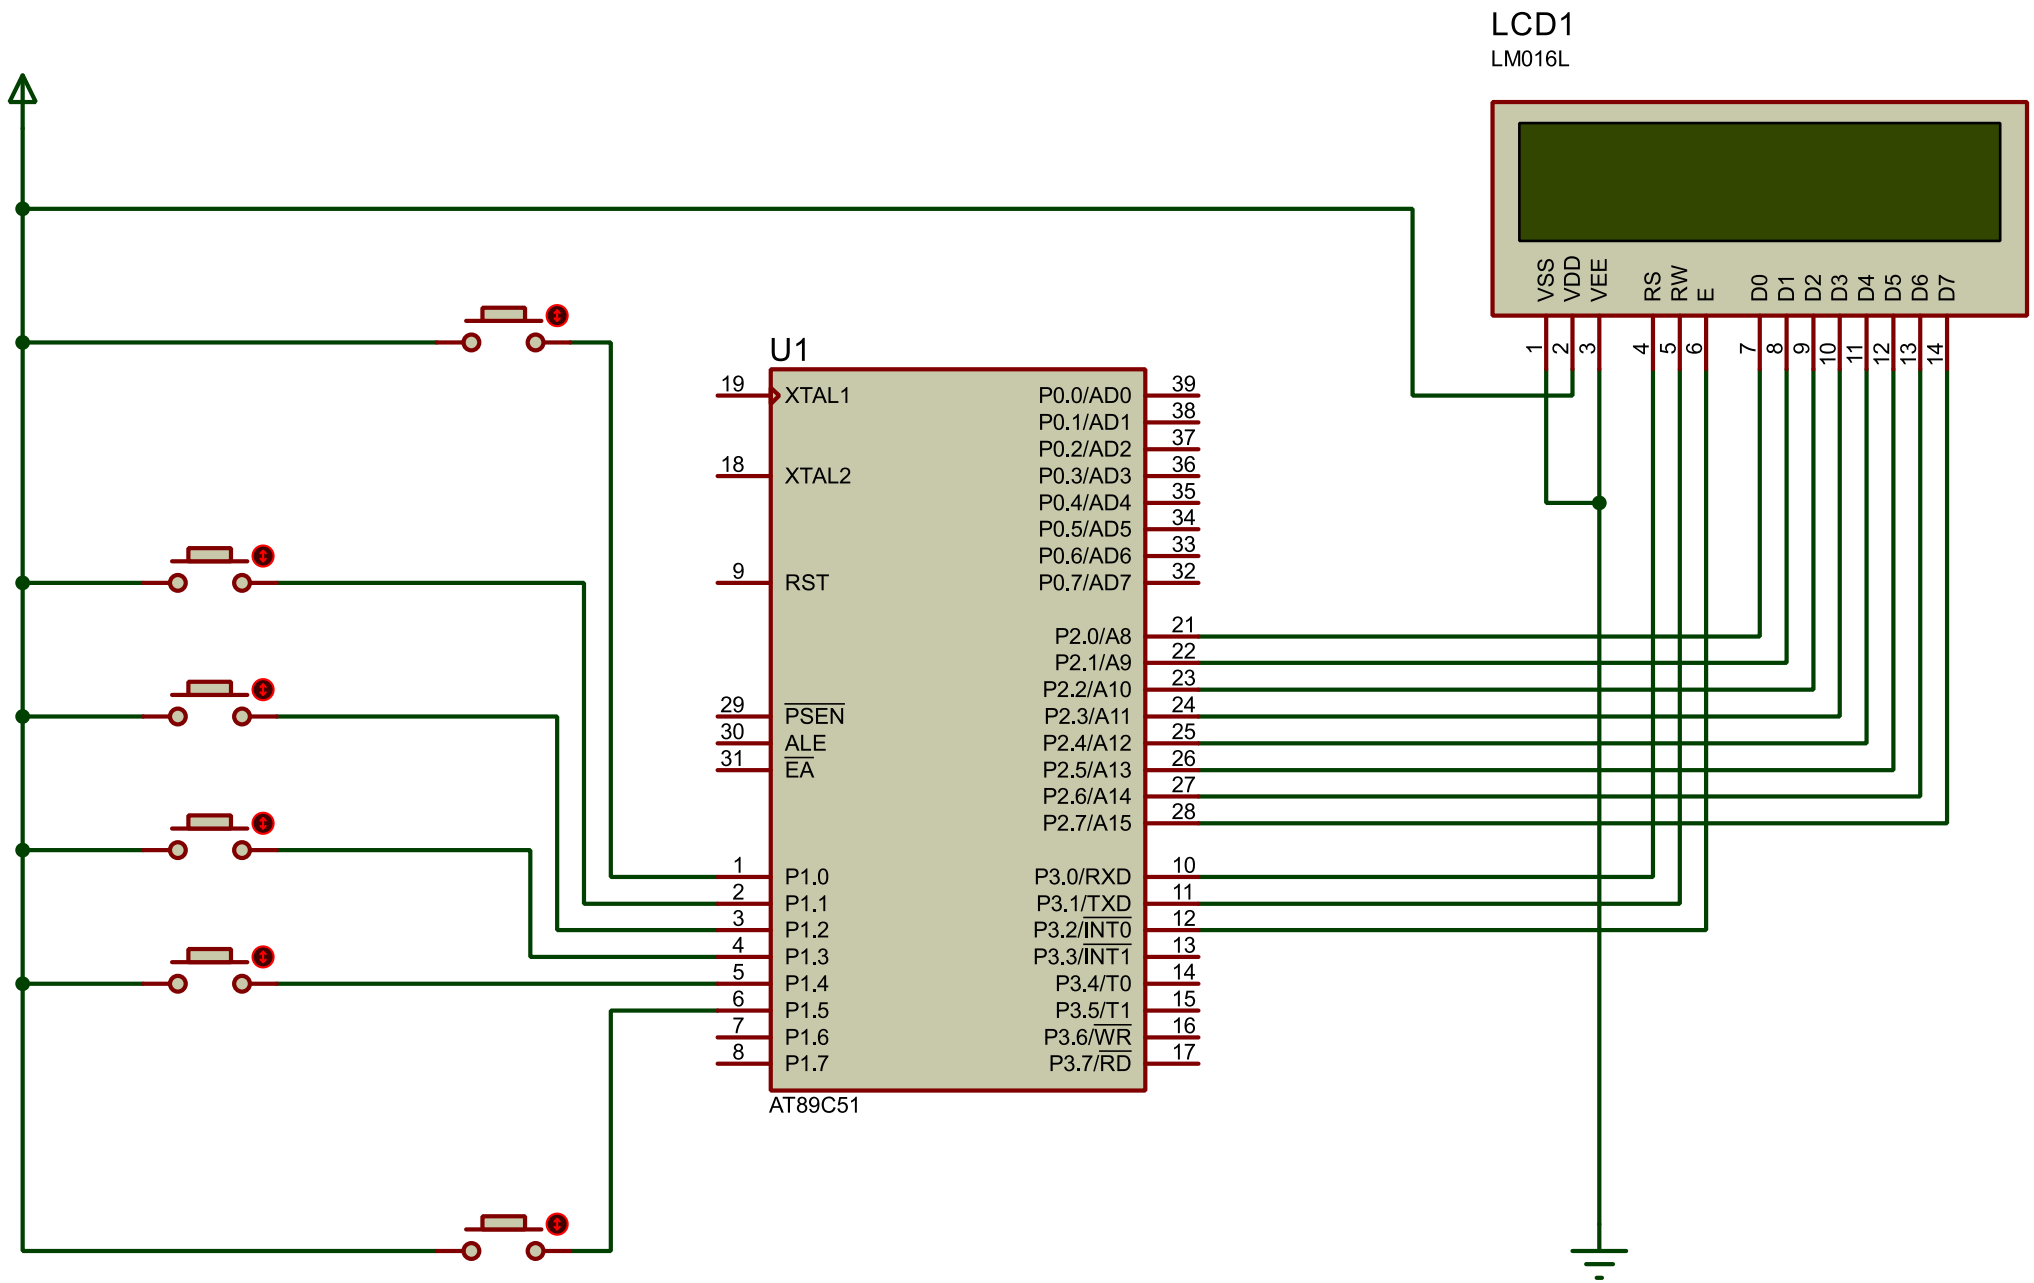 LCD1
LM016L
VSS
VDD
VEE
RS
RW
E
D0
D1
D2
D3
D4
D5
D6
D7
1
2
3
4
5
6
7
8
9
10
11
12
13
14
U1
19 XTAL1
18 XTAL2
9 RST
29 PSEN
30 ALE
31 EA
1 P1.0
2 P1.1
3 P1.2
4 P1.3
5 P1.4
6 P1.5
7 P1.6
8 P1.7
P0.0/AD0 39
P0.1/AD1 38
P0.2/AD2 37
P0.3/AD3 36
P0.4/AD4 35
P0.5/AD5 34
P0.6/AD6 33
P0.7/AD7 32
P2.0/A8 21
P2.1/A9 22
P2.2/A10 23
P2.3/A11 24
P2.4/A12 25
P2.5/A13 26
P2.6/A14 27
P2.7/A15 28
P3.0/RXD 10
P3.1/TXD 11
P3.2/INT0 12
P3.3/INT1 13
P3.4/T0 14
P3.5/T1 15
P3.6/WR 16
P3.7/RD 17
AT89C51